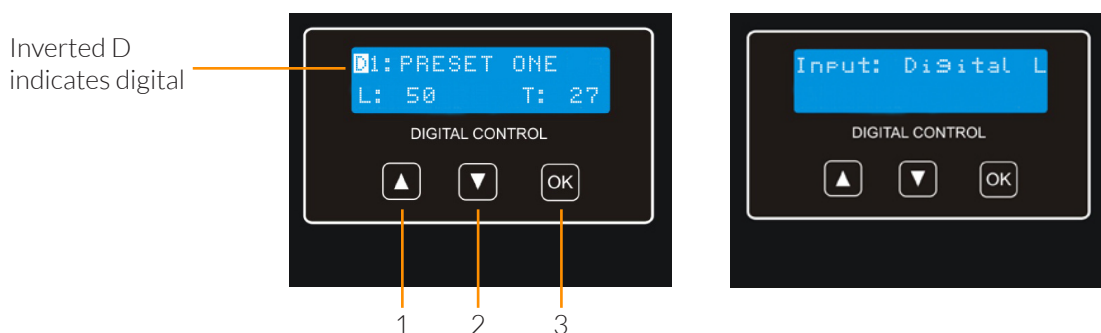 Inverted D
indicates digital
D1:PRESET ONE
L: 50 T: 27
DIGITAL CONTROL
OK
1 2 3
Input: Digital L
DIGITAL CONTROL
OK